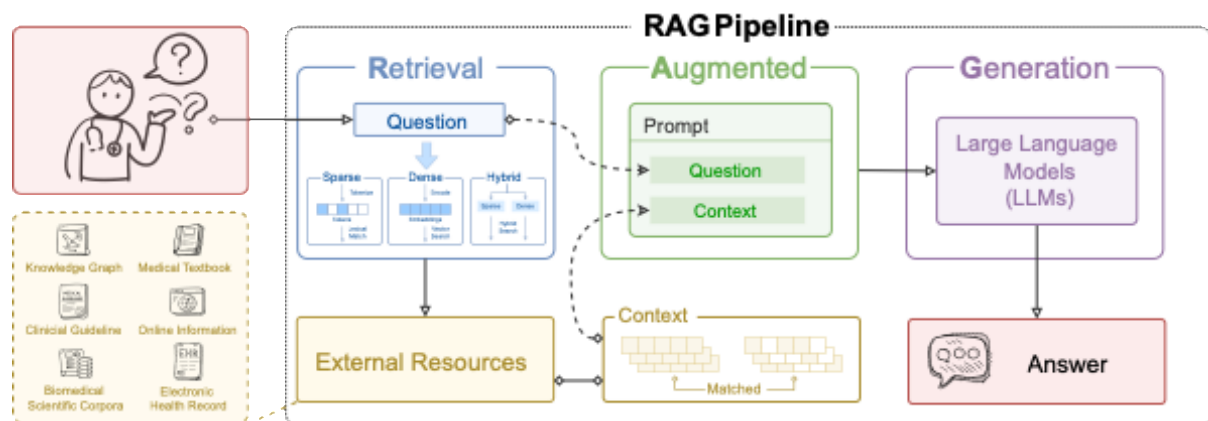 RAG Pipeline
Retrieval
Question
Sparse
Tokenize
Tokens
Lexical
Match
Dense
Encode
Embeddings
Vector
Search
Hybrid
Sparse
Dense
Hybrid
Search
Augmented
Prompt
Question
Context
Generation
Large Language
Models
(LLMs)
Knowledge Graph
Medical Textbook
Clinicial Guideline
Online Information
EHR
Biomedical
Scientific Corpora
Electronic
Health Record
External Resources
Context
Matched
Answer